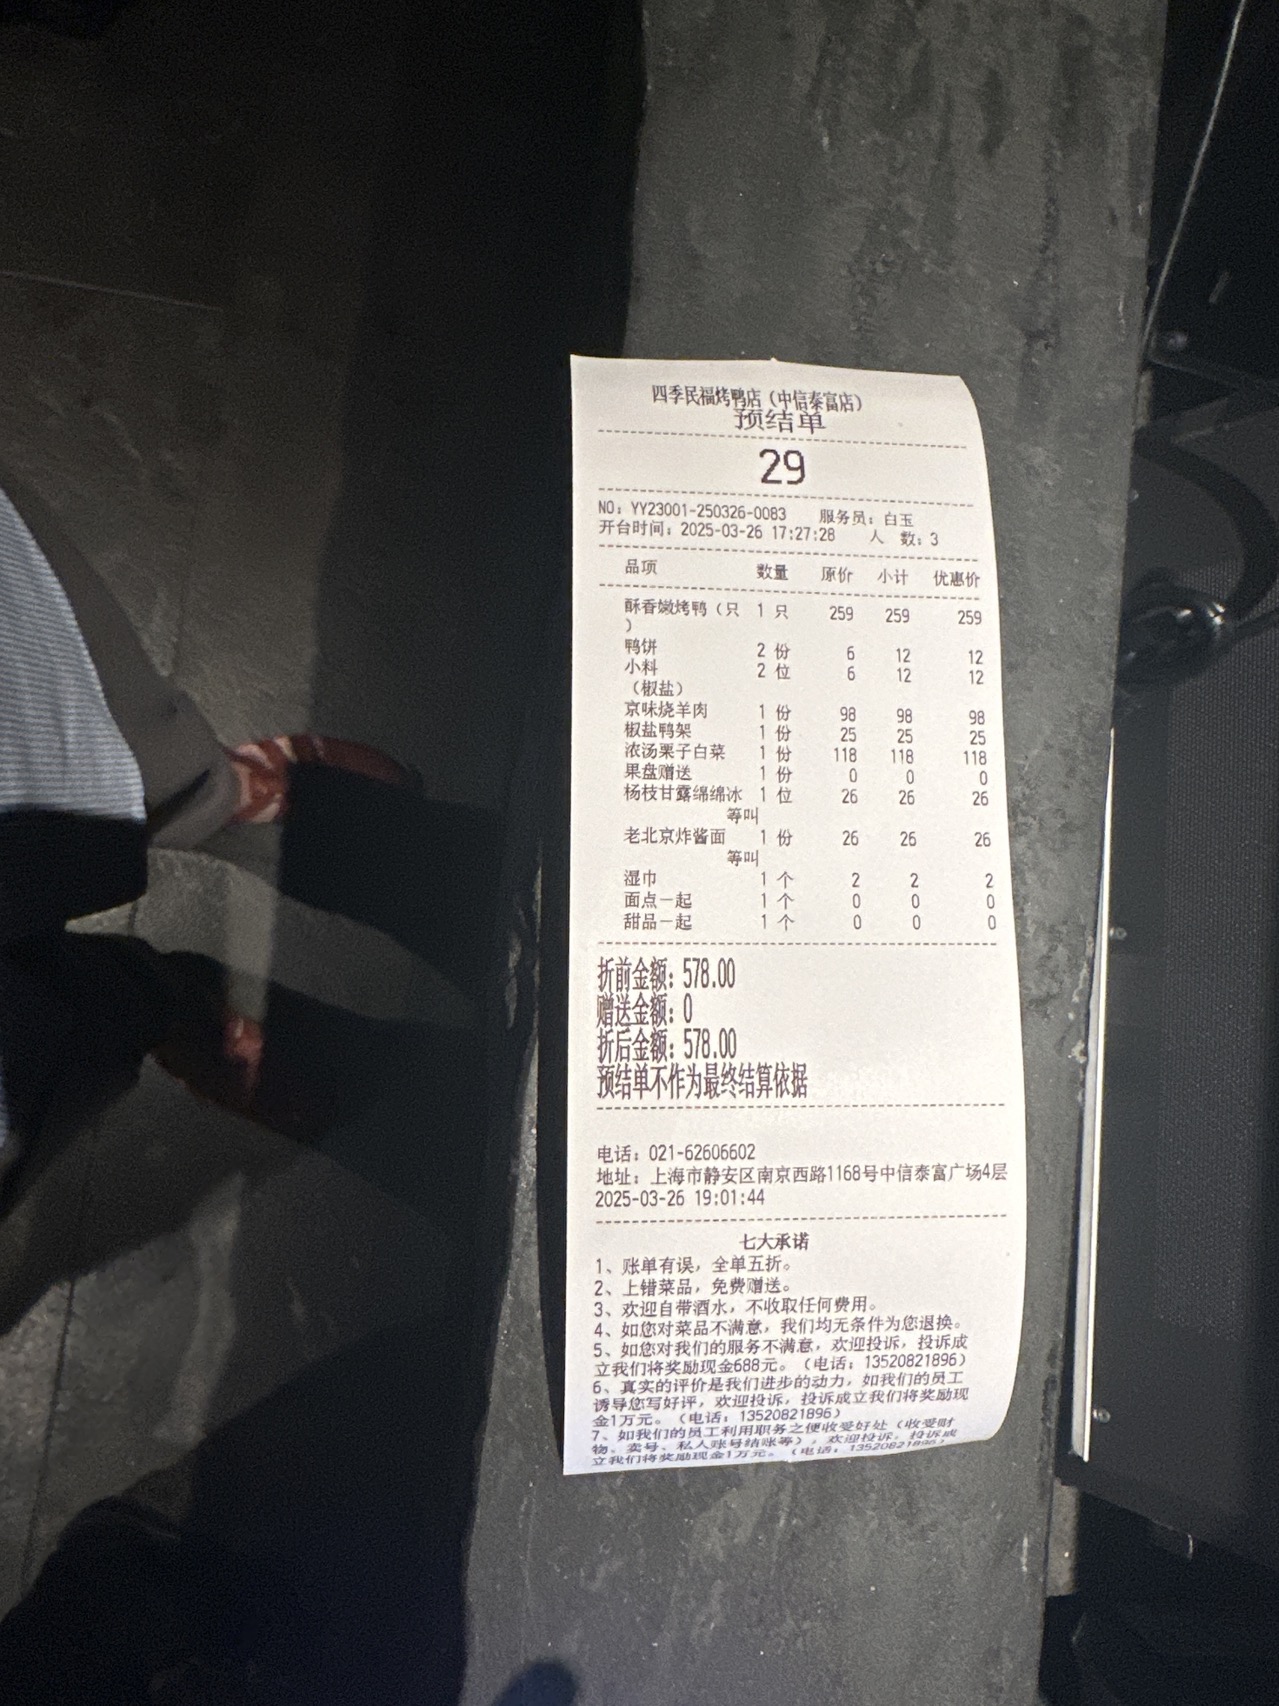 四季民福烤鸭店（中信泰富店）
预结单
29
NO：YY23001-250326-0083 服务员：白玉
开台时间：2025-03-26 17:27:28 人 数：3
品项 数量 原价 小计 优惠价
酥香嫩烤鸭（只 1 只 259 259 259
）
鸭饼 2 份 6 12 12
小料 2 位 6 12 12
（椒盐）
京味烧羊肉 1 份 98 98 98
椒盐鸭架 1 份 25 25 25
浓汤栗子白菜 1 份 118 118 118
果盘赠送 1 份 0 0 0
杨枝甘露绵绵冰 1 位 26 26 26
等叫
老北京炸酱面 1 份 26 26 26
等叫
湿巾 1 个 2 2 2
面点一起 1 个 0 0 0
甜品一起 1 个 0 0 0
折前金额：578.00
赠送金额：0
折后金额：578.00
预结单不作为最终结算依据
电话：021-62606602
地址：上海市静安区南京西路1168号中信泰富广场4层
2025-03-26 19:01:44
七大承诺
1、账单有误，全单五折。
2、上错菜品，免费赠送。
3、欢迎自带酒水，不收取任何费用。
4、如您对菜品不满意，我们均无条件为您退换。
5、如您对我们的服务不满意，欢迎投诉，投诉成
立我们将奖励现金688元。（电话：13520821896）
6、真实的评价是我们进步的动力，如我们的员工
诱导您写好评，欢迎投诉，投诉成立我们将奖励现
金1万元。（电话：13520821896）
7、如我们的员工利用职务之便收受好处（收受财
物、卖号、私人账号结账等），欢迎投诉，投诉成
立我们将奖励现金1万元。（电话：13520821896）